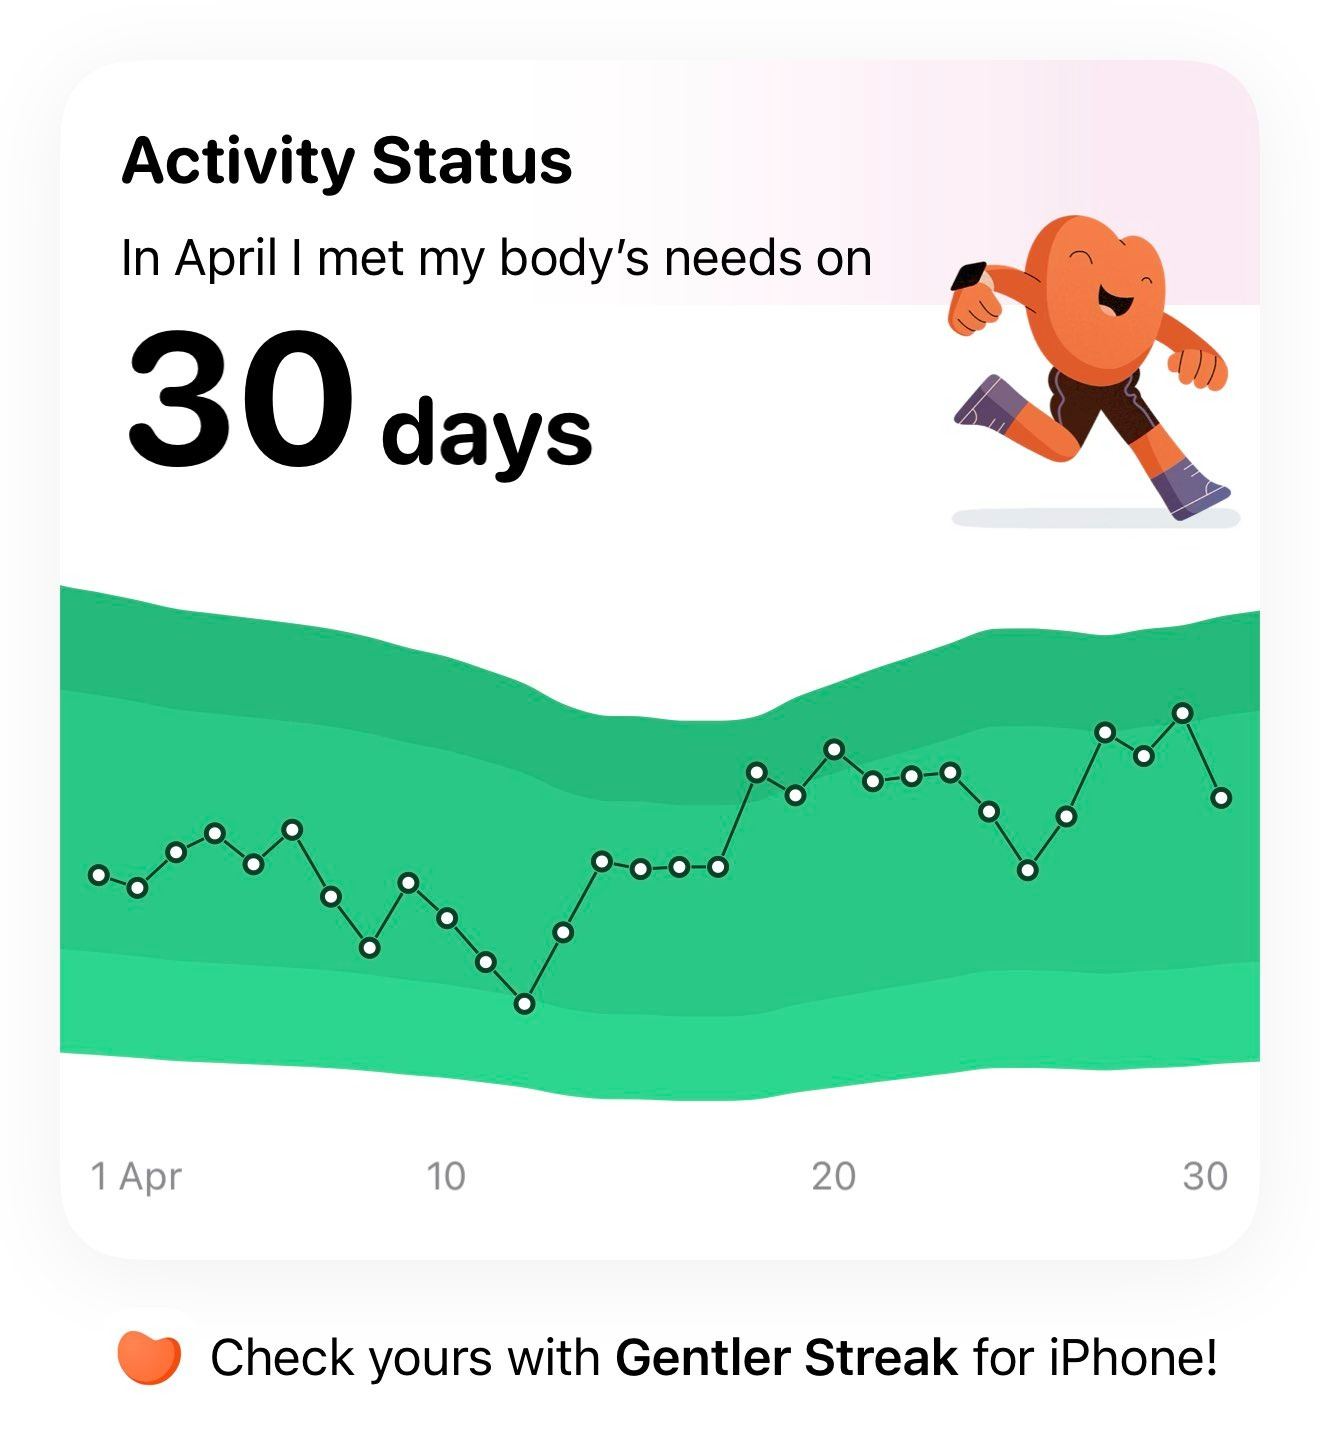 Activity Status
In April I met my body’s needs on
30 days
1 Apr 10 20 30
Check yours with Gentler Streak for iPhone!